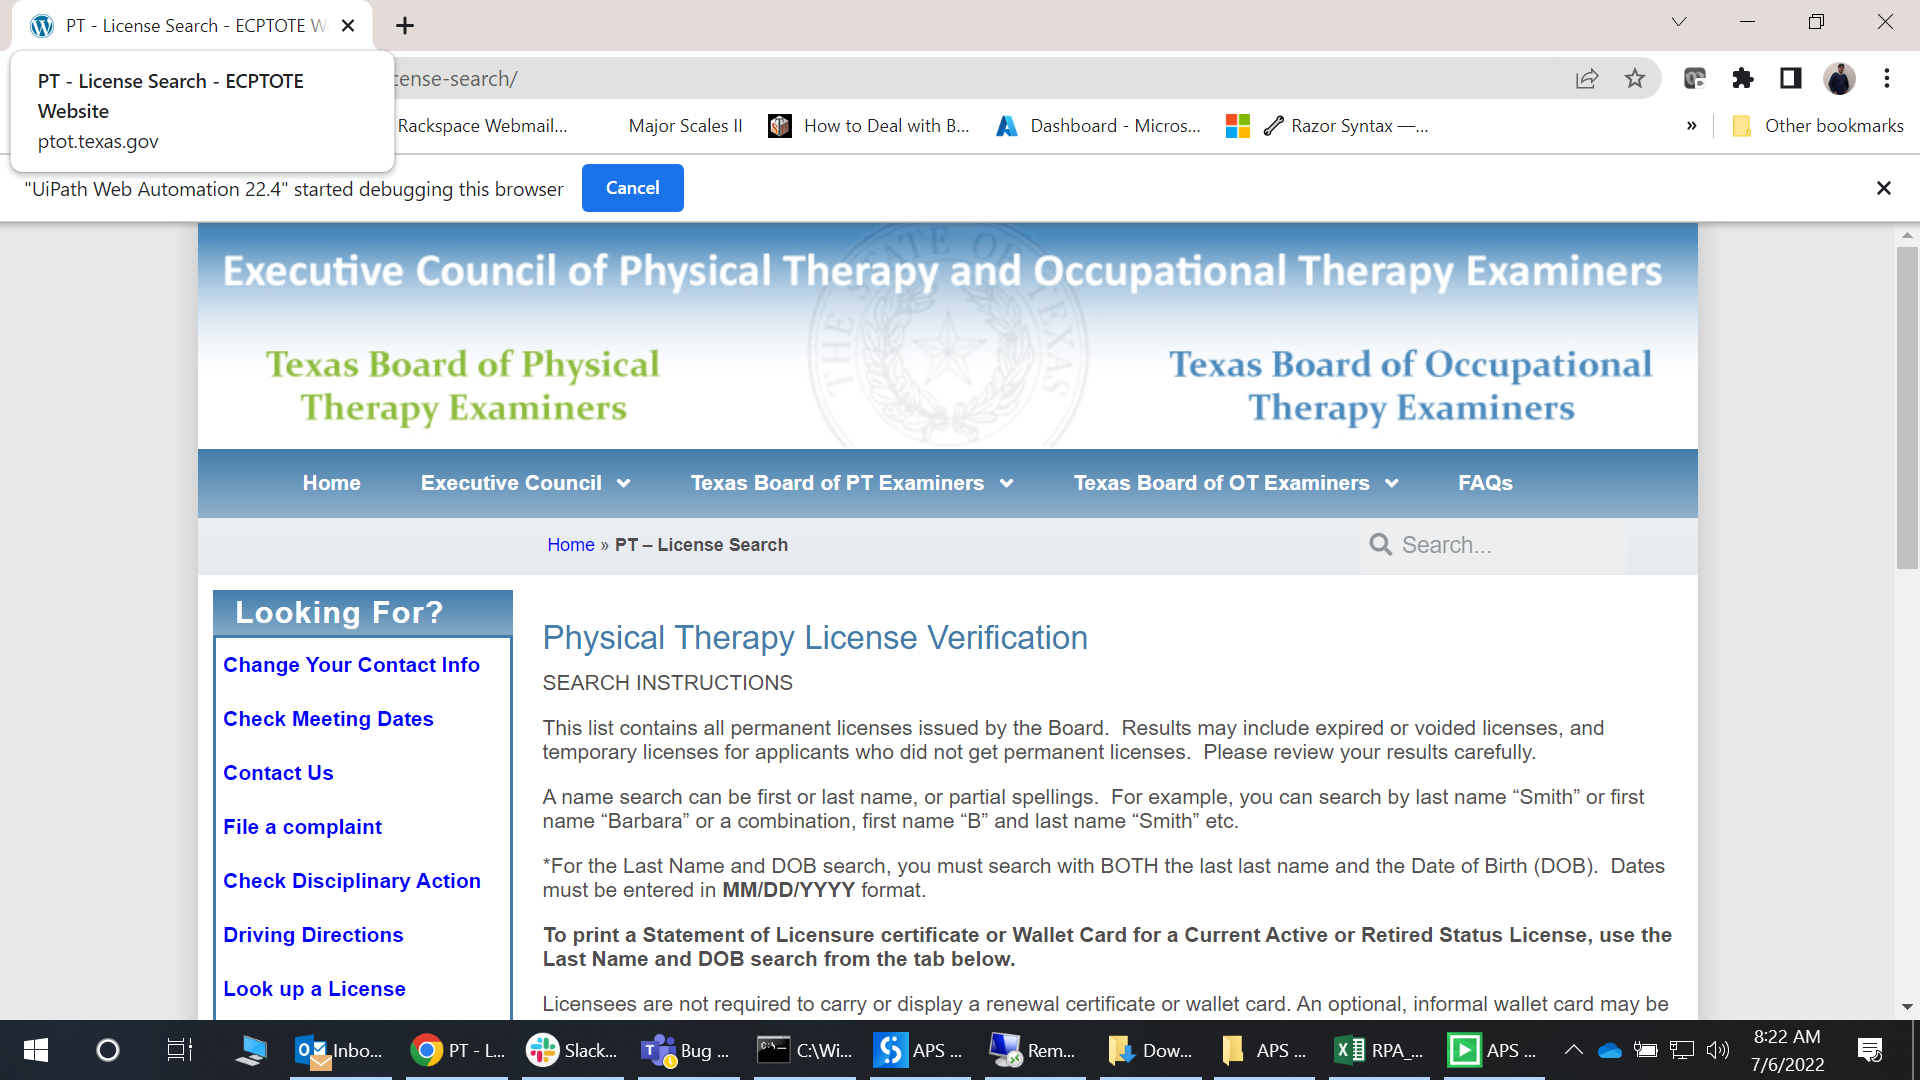 PT - License Search - ECPTOTE W
PT - License Search - ECPTOTE
Website
ptot.texas.gov
cense-search/
Rackspace Webmail...
Major Scales II
How to Deal with B...
Dashboard - Micros...
Razor Syntax —...
»
Other bookmarks
"UiPath Web Automation 22.4" started debugging this browser
Cancel
Executive Council of Physical Therapy and Occupational Therapy Examiners
THE STATE OF TEXAS
Texas Board of Physical
Therapy Examiners
Texas Board of Occupational
Therapy Examiners
Home
Executive Council
Texas Board of PT Examiners
Texas Board of OT Examiners
FAQs
Home » PT – License Search
Search...
Looking For?
Change Your Contact Info
Check Meeting Dates
Contact Us
File a complaint
Check Disciplinary Action
Driving Directions
Look up a License
Physical Therapy License Verification
SEARCH INSTRUCTIONS
This list contains all permanent licenses issued by the Board.  Results may include expired or voided licenses, and
temporary licenses for applicants who did not get permanent licenses.  Please review your results carefully.
A name search can be first or last name, or partial spellings.  For example, you can search by last name “Smith” or first
name “Barbara” or a combination, first name “B” and last name “Smith” etc.
*For the Last Name and DOB search, you must search with BOTH the last last name and the Date of Birth (DOB).  Dates
must be entered in MM/DD/YYYY format.
To print a Statement of Licensure certificate or Wallet Card for a Current Active or Retired Status License, use the
Last Name and DOB search from the tab below.
Licensees are not required to carry or display a renewal certificate or wallet card. An optional, informal wallet card may be
Inbo...
PT - L...
Slack...
Bug ...
C:\Wi...
APS ...
Rem...
Dow...
APS ...
RPA_...
APS ...
8:22 AM
7/6/2022